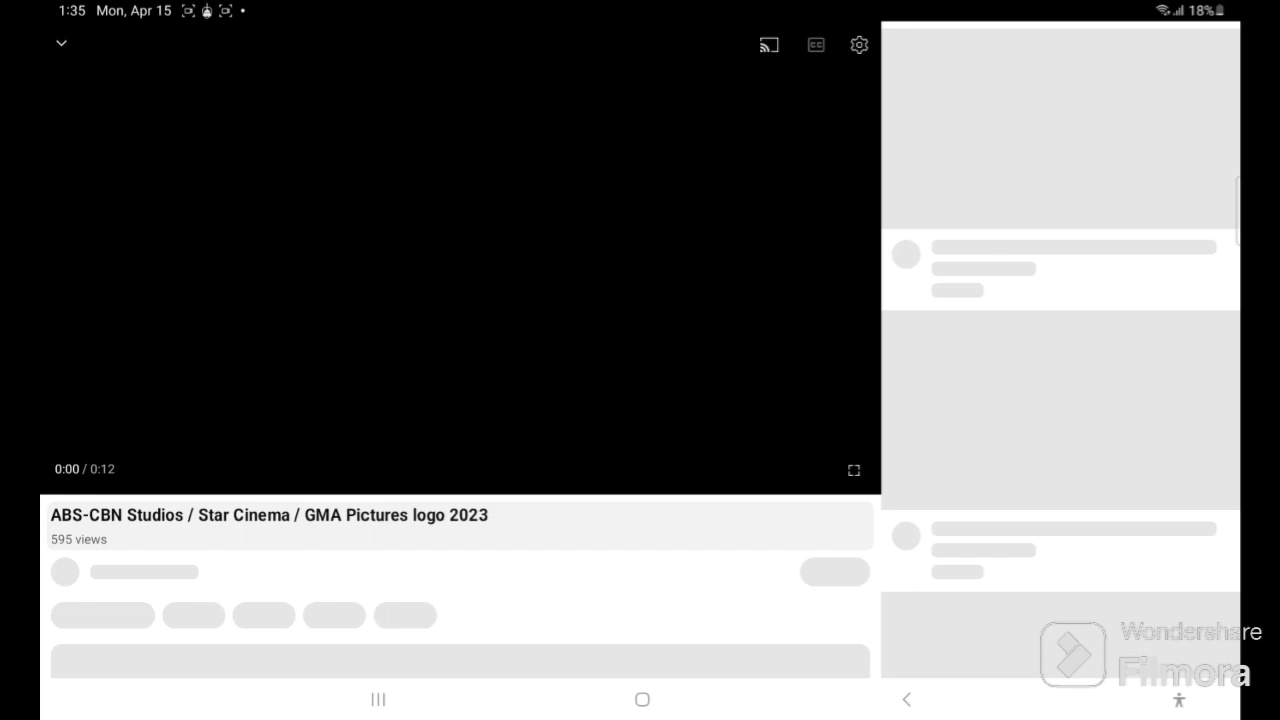 1:35 Mon, Apr 15
18%
CC
0:00 / 0:12
ABS-CBN Studios / Star Cinema / GMA Pictures logo 2023
595 views
Wondershare
Filmora